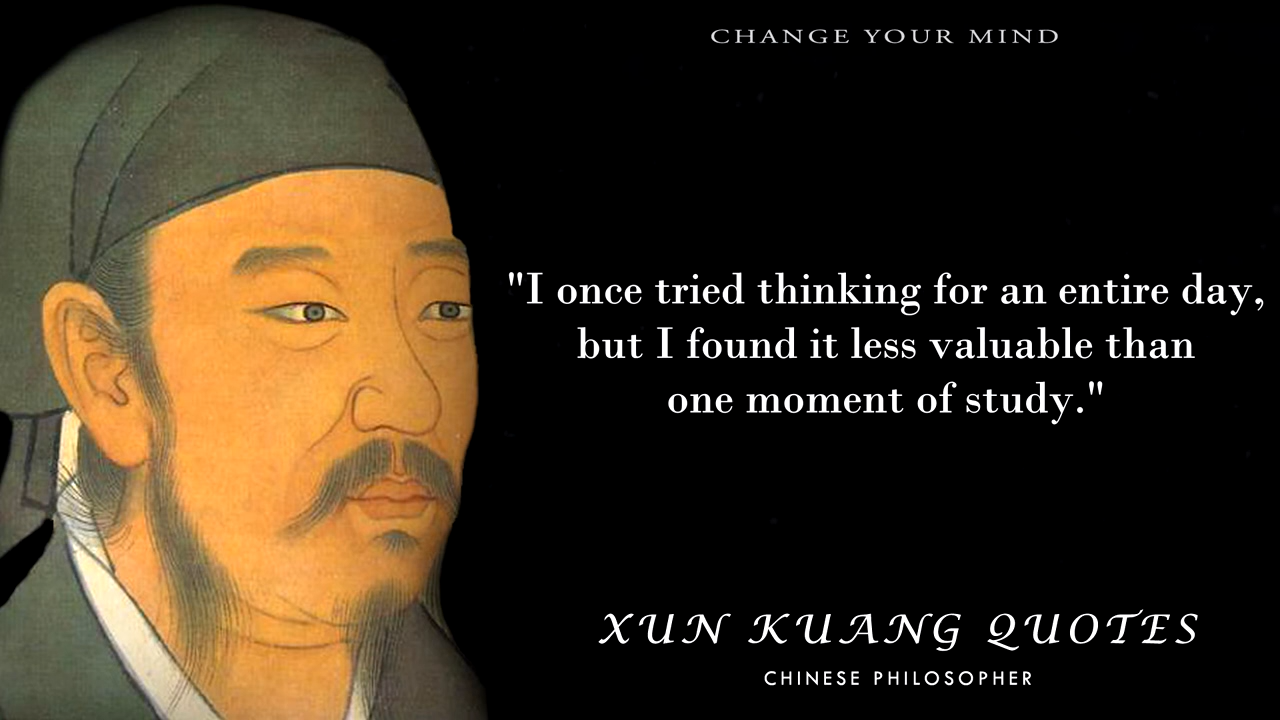 CHANGE YOUR MIND
"I once tried thinking for an entire day,
but I found it less valuable than
one moment of study."
XUN KUANG QUOTES
CHINESE PHILOSOPHER